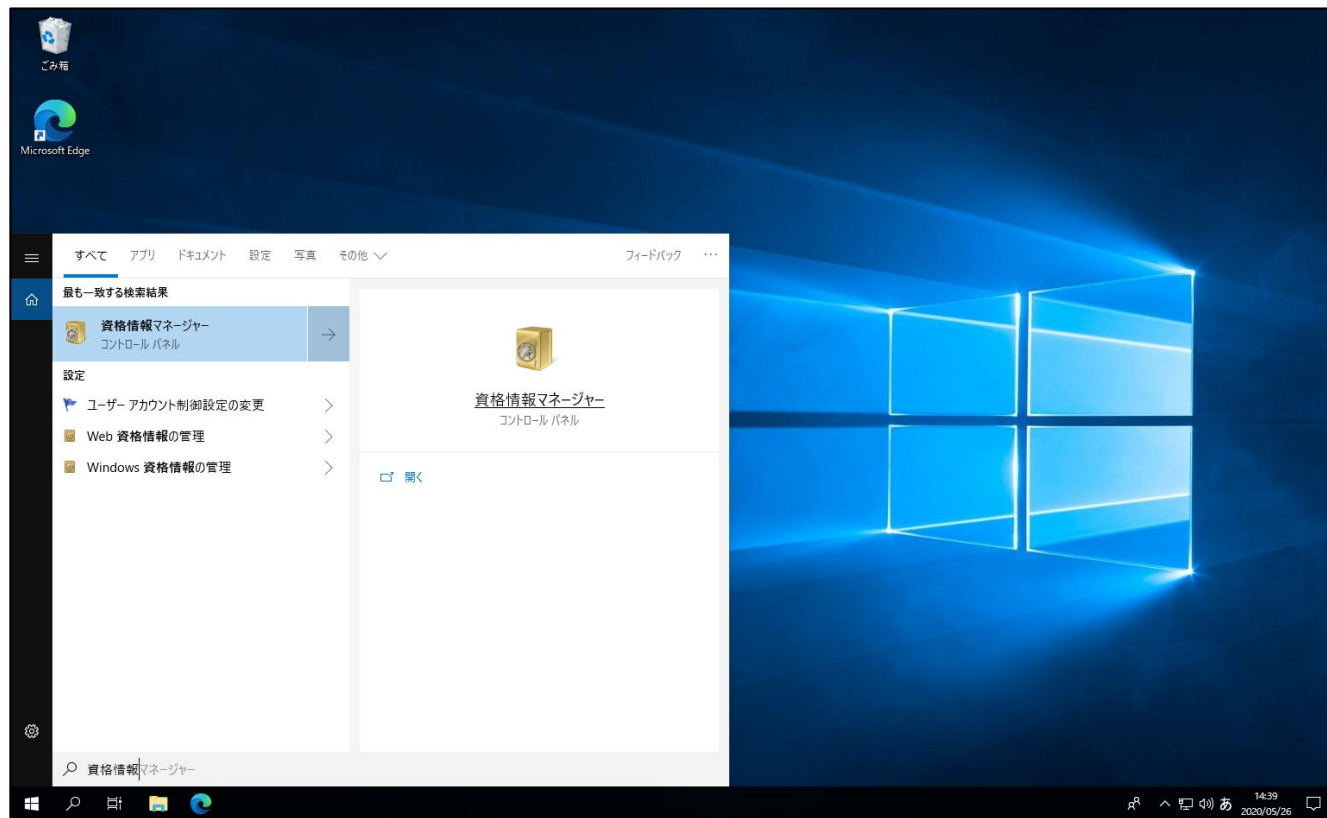 ごみ箱
Microsoft Edge
すべて アプリ ドキュメント 設定 写真 その他 フィードバック …
最も一致する検索結果
資格情報マネージャー
コントロール パネル
設定
ユーザー アカウント制御設定の変更
Web 資格情報の管理
Windows 資格情報の管理
資格情報マネージャー
コントロール パネル
開く
資格情報マネージャー
あ
14:39
2020/05/26